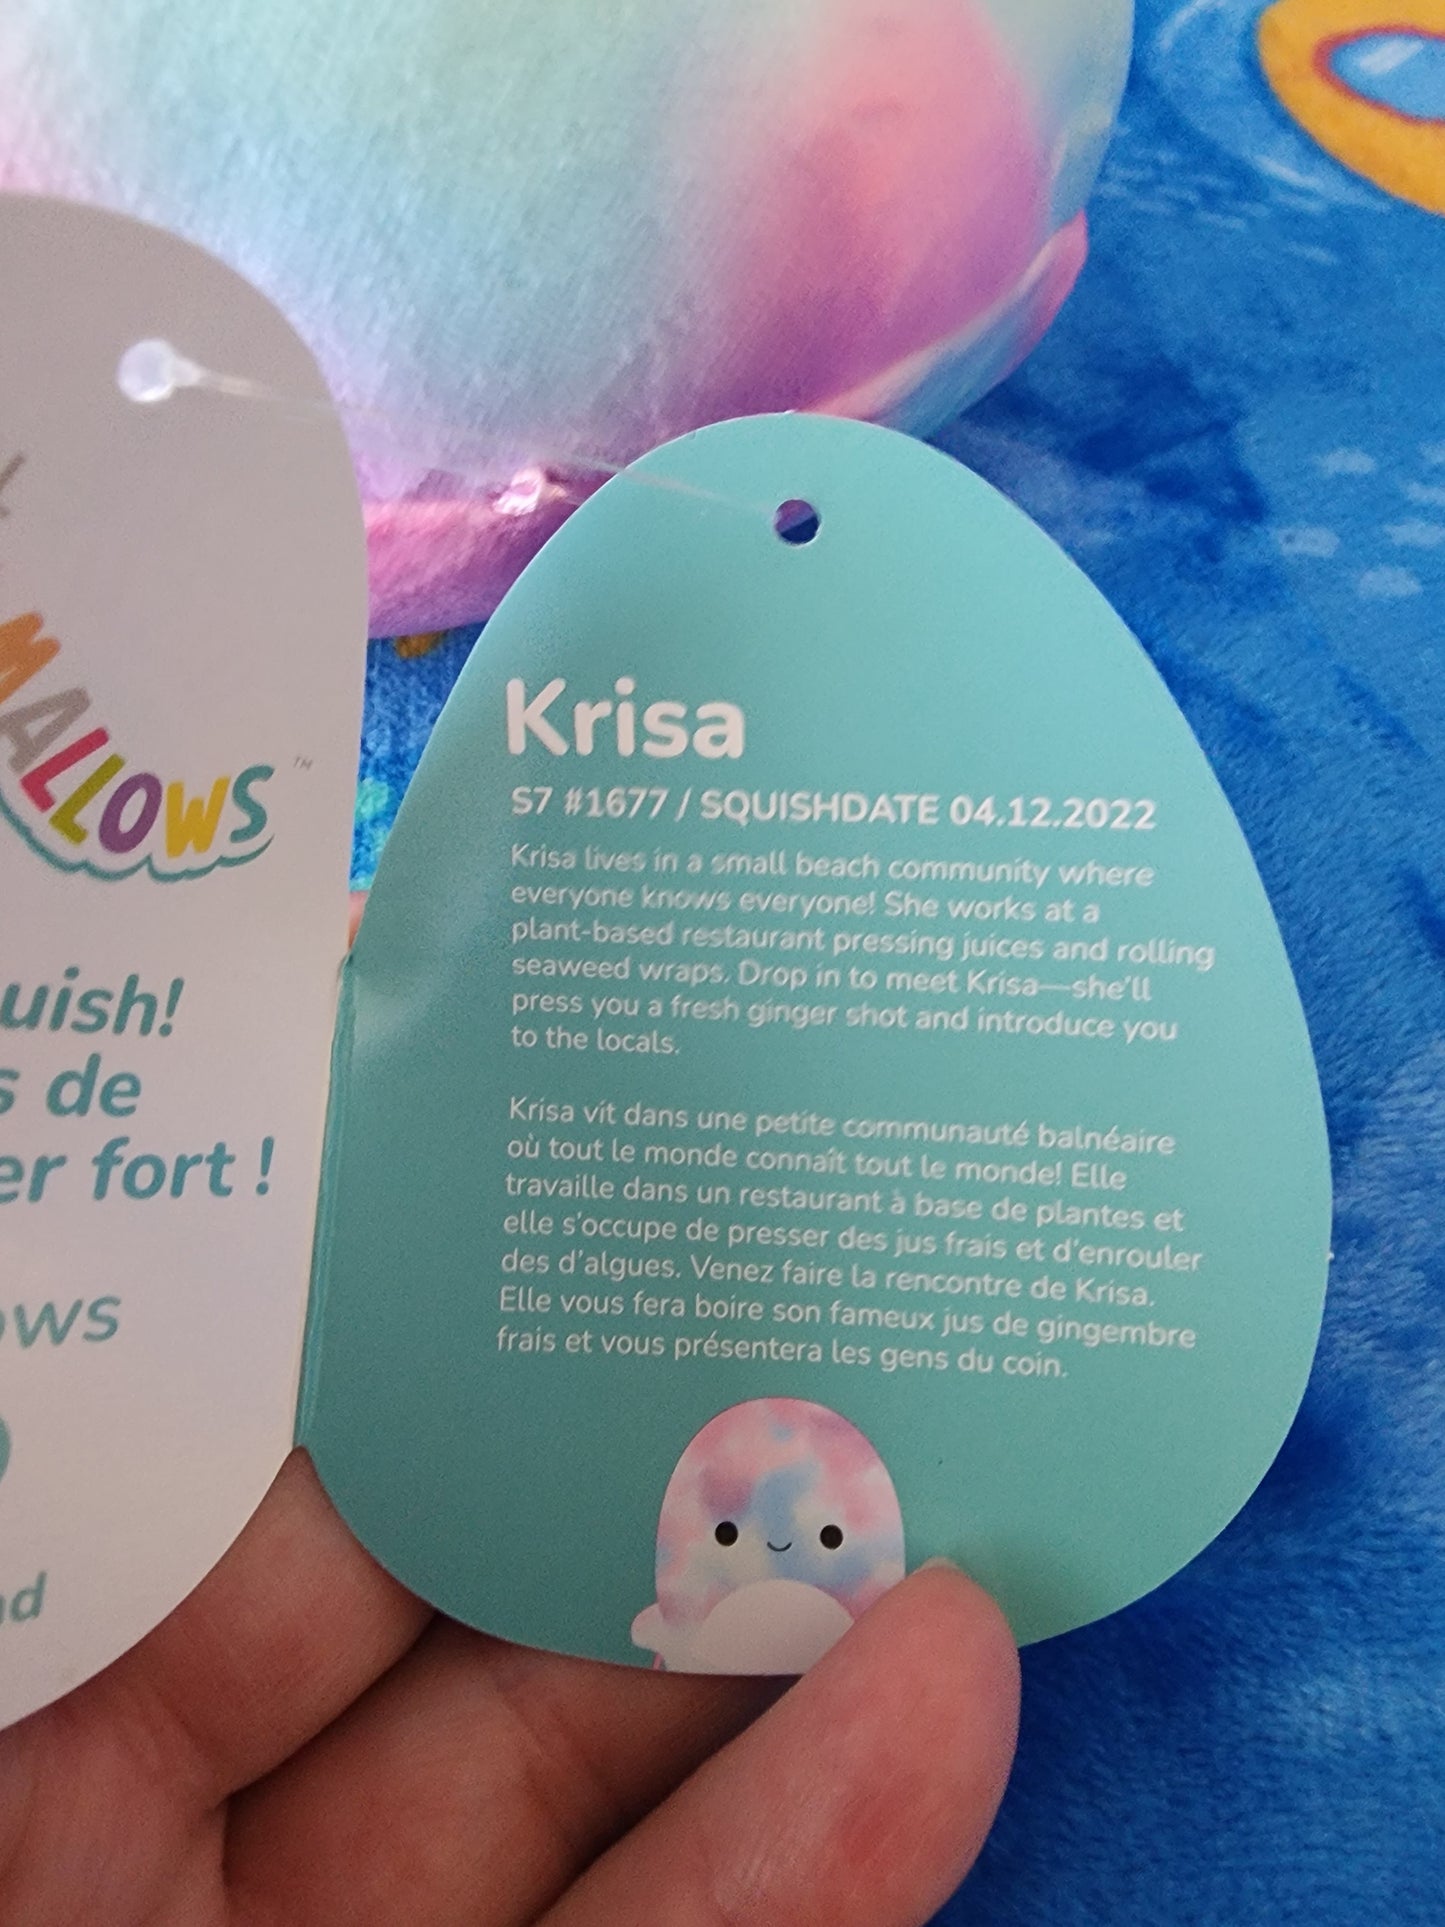 MALLOWS™
uish!
s de
er fort !
ows
nd
Krisa
S7 #1677 / SQUISHDATE 04.12.2022
Krisa lives in a small beach community where
everyone knows everyone! She works at a
plant-based restaurant pressing juices and rolling
seaweed wraps. Drop in to meet Krisa—she'll
press you a fresh ginger shot and introduce you
to the locals.
Krisa vit dans une petite communauté balnéaire
où tout le monde connaît tout le monde! Elle
travaille dans un restaurant à base de plantes et
elle s'occupe de presser des jus frais et d'enrouler
des d'algues. Venez faire la rencontre de Krisa.
Elle vous fera boire son fameux jus de gingembre
frais et vous présentera les gens du coin.